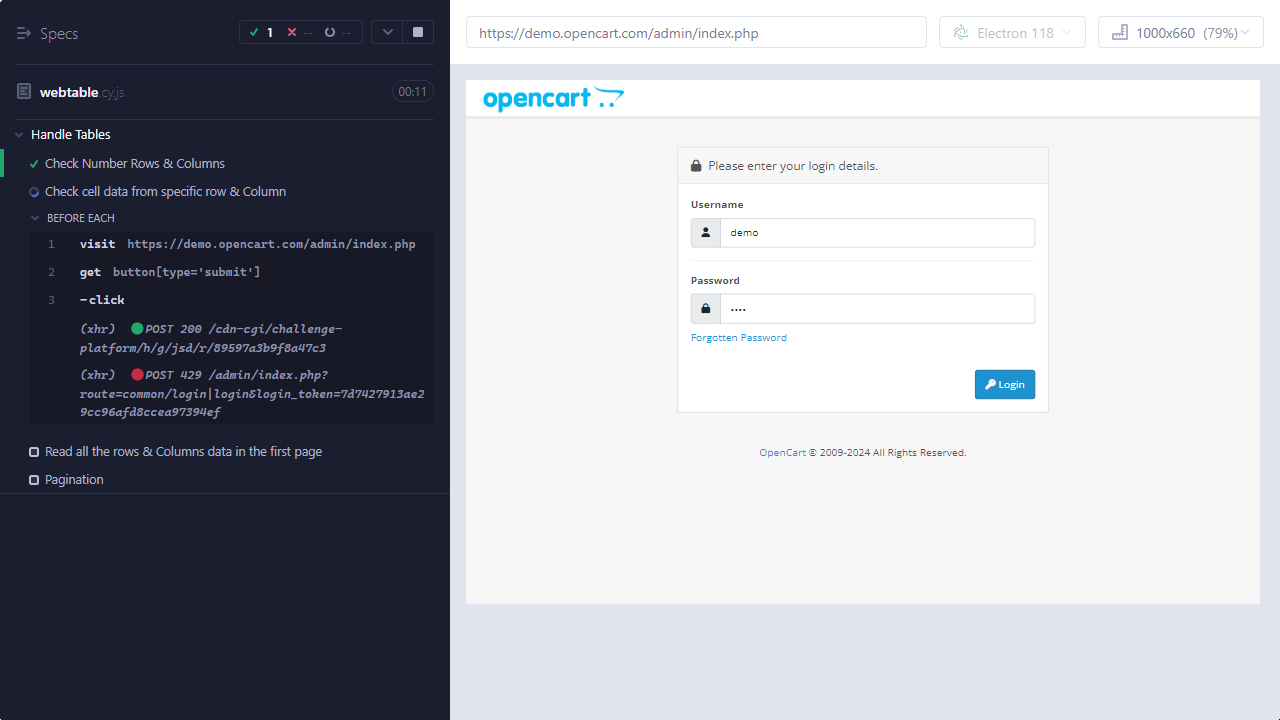 Specs
1 -- --
webtable.cy.js
00:11
Handle Tables
Check Number Rows & Columns
Check cell data from specific row & Column
BEFORE EACH
1 visit https://demo.opencart.com/admin/index.php
2 get button[type='submit']
3 -click
(xhr) POST 200 /cdn-cgi/challenge-
platform/h/g/jsd/r/89597a3b9f8a47c3
(xhr) POST 429 /admin/index.php?
route=common/login|login&login_token=7d7427913ae2
9cc96afd8ccea97394ef
Read all the rows & Columns data in the first page
Pagination
https://demo.opencart.com/admin/index.php
Electron 118
1000x660 (79%)
opencart
Please enter your login details.
Username
demo
Password
••••
Forgotten Password
Login
OpenCart © 2009-2024 All Rights Reserved.